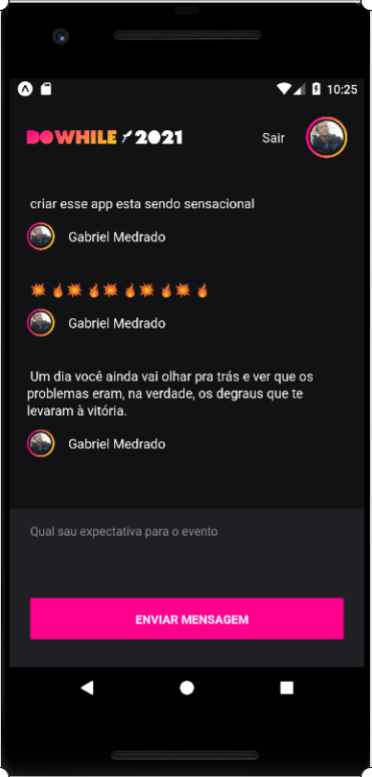 10:25
DOWHILE 2021
Sair
criar esse app esta sendo sensacional
Gabriel Medrado
💥🔥💥🔥💥🔥💥🔥💥🔥
Gabriel Medrado
Um dia você ainda vai olhar pra trás e ver que os
problemas eram, na verdade, os degraus que te
levaram à vitória.
Gabriel Medrado
Qual sau expectativa para o evento
ENVIAR MENSAGEM